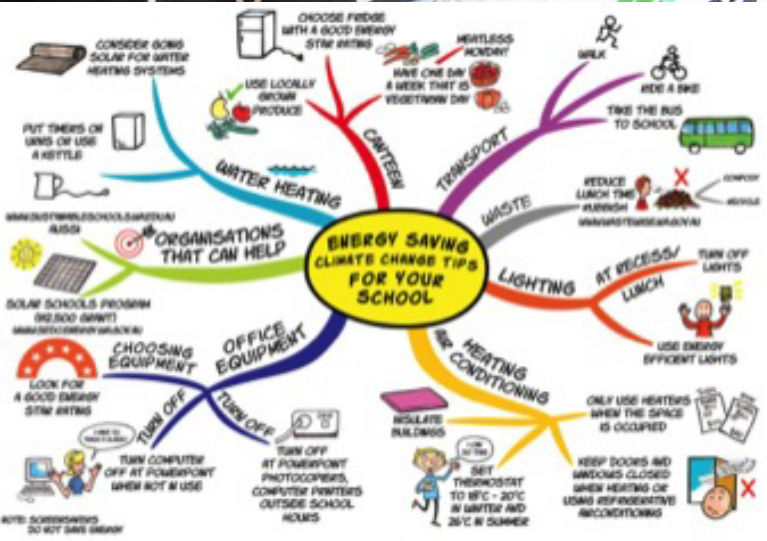 ENERGY SAVING
CLIMATE CHANGE TIPS
FOR YOUR
SCHOOL
CANTEEN
CHOOSE FRIDGE
WITH A GOOD ENERGY
STAR RATING
USE LOCALLY
GROWN
PRODUCE
MEATLESS
MONDAY!
HAVE ONE DAY
A WEEK THAT IS
VEGETARIAN DAY
TRANSPORT
WALK
RIDE A BIKE
TAKE THE BUS
TO SCHOOL
WASTE
REDUCE
LUNCH TIME
RUBBISH
WWW.WASTEWISE.WA.GOV.AU
COMPOST
RECYCLE
LIGHTING
AT RECESS/
LUNCH
TURN OFF
LIGHTS
USE ENERGY
EFFICIENT LIGHTS
HEATING
AIR CONDITIONING
ONLY USE HEATERS
WHEN THE SPACE
IS OCCUPIED
KEEP DOORS AND
WINDOWS CLOSED
WHEN HEATING OR
USING REFRIGERATIVE
AIRCONDITIONING
SET
THERMOSTAT
TO 18°C - 20°C
IN WINTER AND
26°C IN SUMMER
INSULATE
BUILDINGS
OFFICE
EQUIPMENT
CHOOSING
EQUIPMENT
LOOK FOR
A GOOD ENERGY
STAR RATING
TURN OFF
TURN COMPUTER
OFF AT POWERPOINT
WHEN NOT IN USE
NOTE: SCREENSAVERS
DO NOT SAVE ENERGY
TURN OFF
TURN OFF
AT POWERPOINT
PHOTOCOPIERS,
COMPUTER PRINTERS
OUTSIDE SCHOOL
HOURS
ORGANISATIONS
THAT CAN HELP
AUSSI
SOLAR SCHOOLS PROGRAM
GRANT)
WATER HEATING
CONSIDER GOING
SOLAR FOR WATER
HEATING SYSTEMS
PUT TIMERS ON
URNS OR USE
A KETTLE